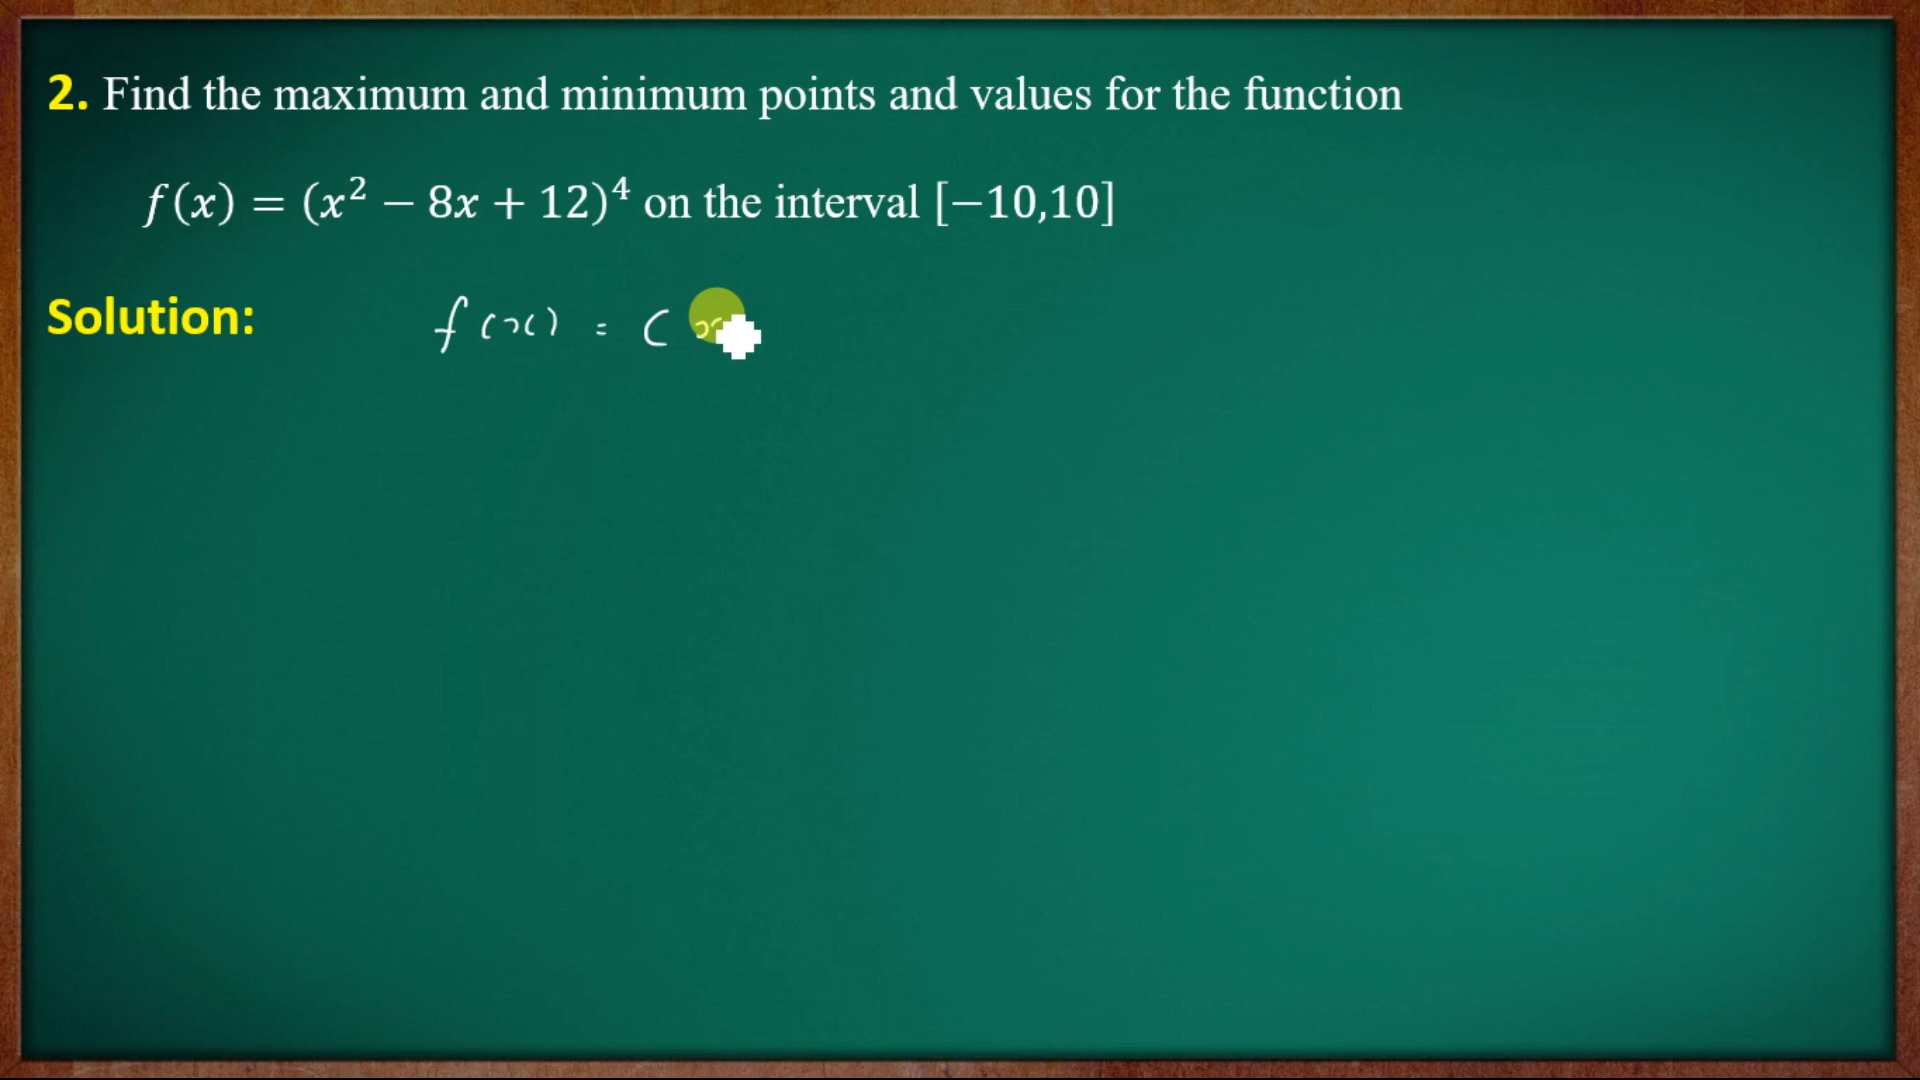 2. Find the maximum and minimum points and values for the function
f(x) = (x² − 8x + 12)⁴ on the interval [−10,10]
Solution: f(x) = (x